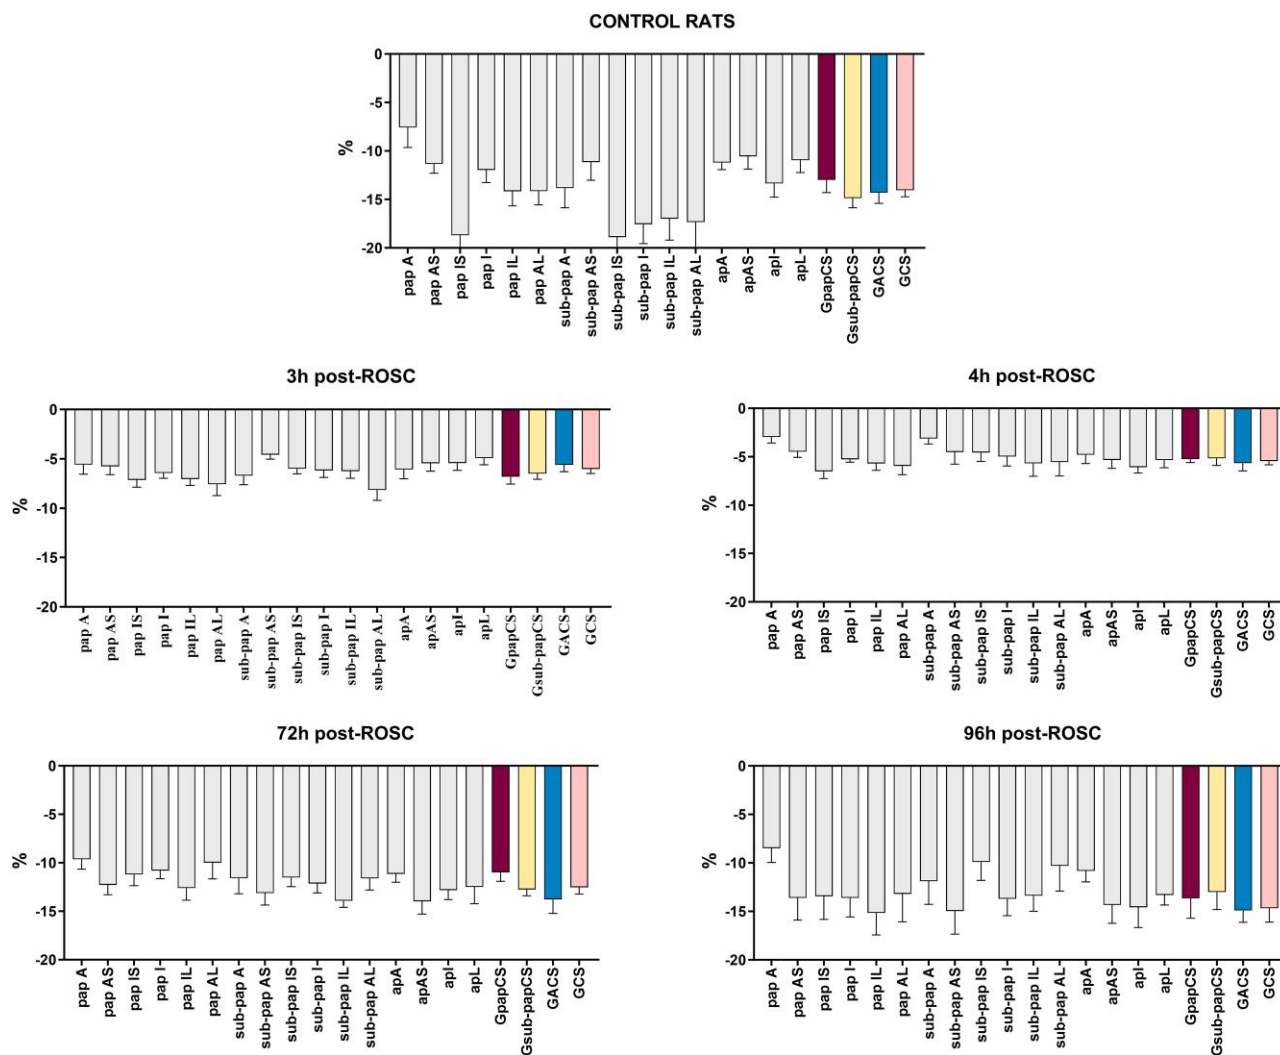 CONTROL RATS
%
0
-5
-10
-15
-20
pap A
pap AS
pap IS
pap I
pap IL
pap AL
sub-pap A
sub-pap AS
sub-pap IS
sub-pap I
sub-pap IL
sub-pap AL
apA
apAS
apI
apL
GpapCS
Gsub-papCS
GACS
GCS
3h post-ROSC
%
0
-5
-10
-15
-20
pap A
pap AS
pap IS
pap I
pap IL
pap AL
sub-pap A
sub-pap AS
sub-pap IS
sub-pap I
sub-pap IL
sub-pap AL
apA
apAS
apI
apL
GpapCS
Gsub-papCS
GACS
GCS
4h post-ROSC
%
0
-5
-10
-15
-20
pap A
pap AS
pap IS
pap I
pap IL
pap AL
sub-pap A
sub-pap AS
sub-pap IS
sub-pap I
sub-pap IL
sub-pap AL
apA
apAS
apI
apL
GpapCS
Gsub-papCS
GACS
GCS
72h post-ROSC
%
0
-5
-10
-15
-20
pap A
pap AS
pap IS
pap I
pap IL
pap AL
sub-pap A
sub-pap AS
sub-pap IS
sub-pap I
sub-pap IL
sub-pap AL
apA
apAS
apI
apL
GpapCS
Gsub-papCS
GACS
GCS
96h post-ROSC
%
0
-5
-10
-15
-20
pap A
pap AS
pap IS
pap I
pap IL
pap AL
sub-pap A
sub-pap AS
sub-pap IS
sub-pap I
sub-pap IL
sub-pap AL
apA
apAS
apI
apL
GpapCS
Gsub-papCS
GACS
GCS